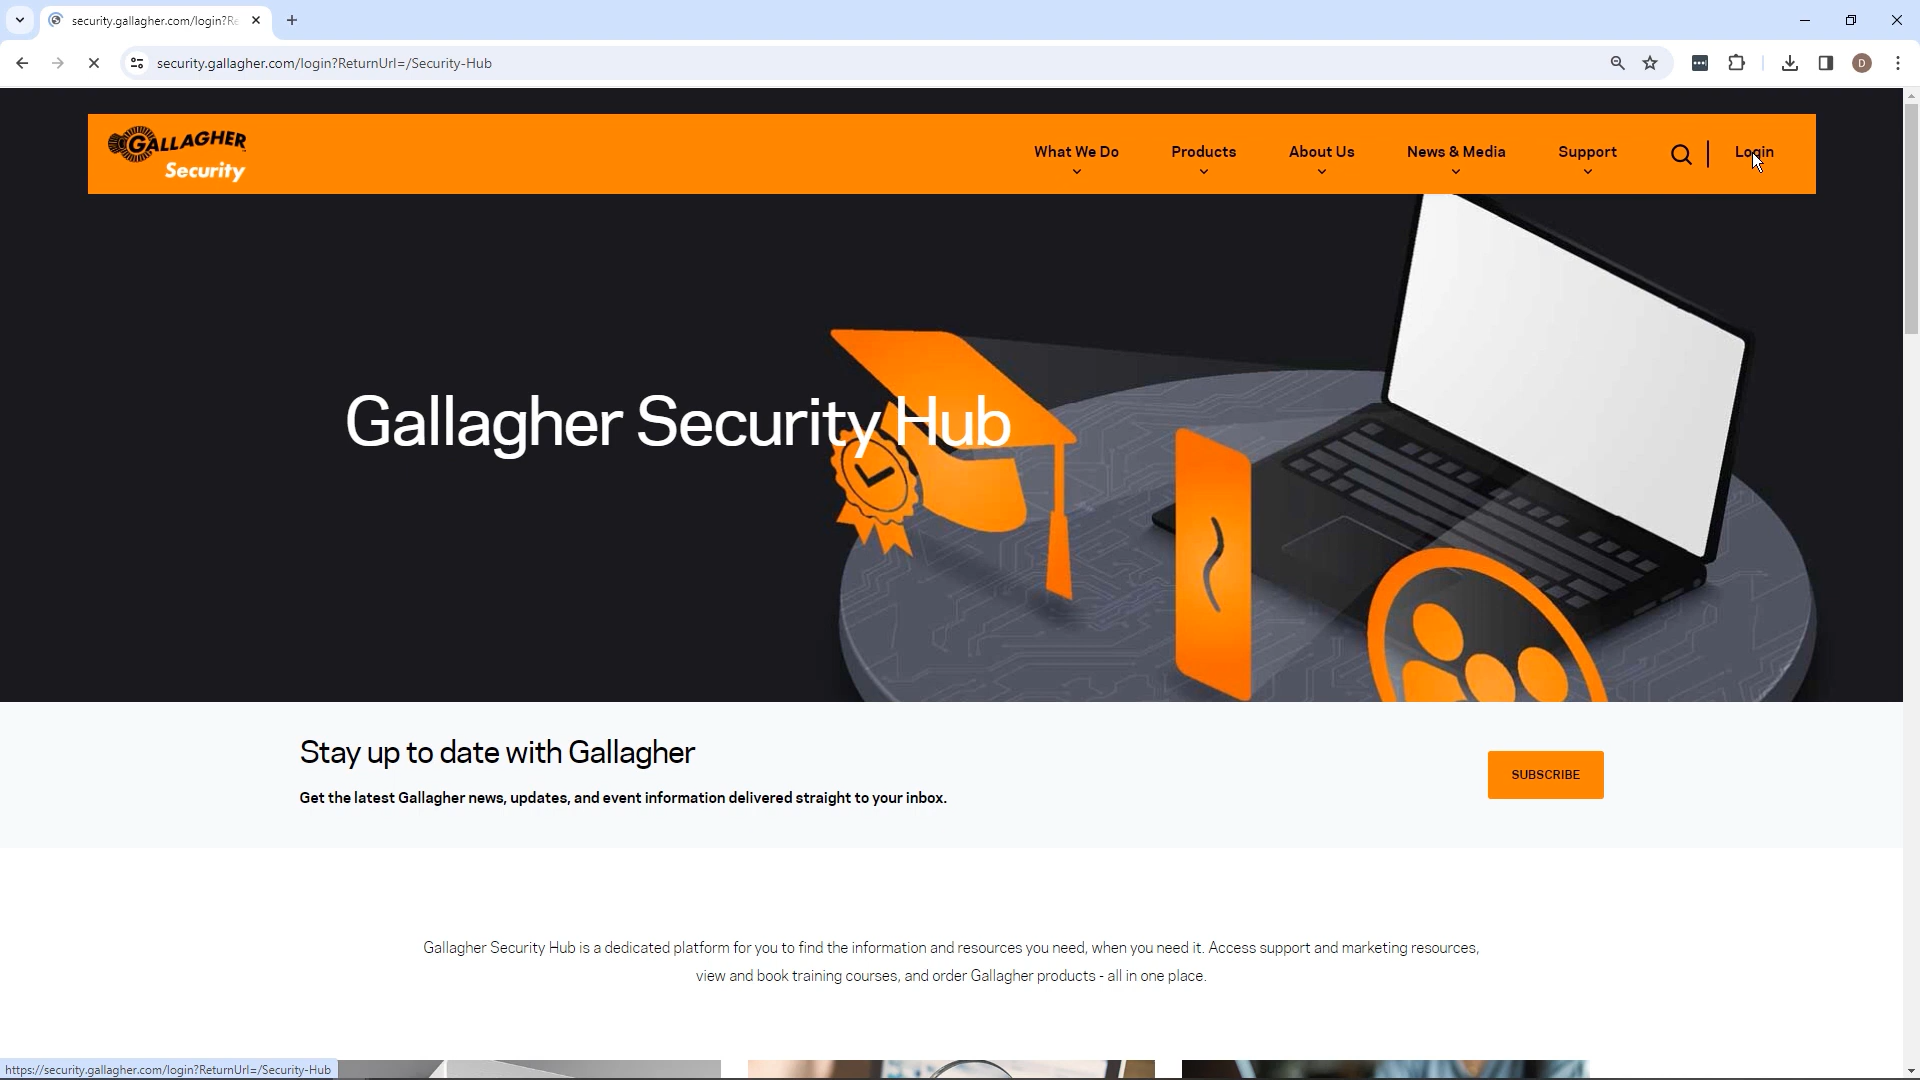 security.gallagher.com/login?Re
security.gallagher.com/login?ReturnUrl=/Security-Hub
D
GALLAGHER
Security
What We Do
Products
About Us
News & Media
Support
Login
Gallagher Security Hub
Stay up to date with Gallagher
Get the latest Gallagher news, updates, and event information delivered straight to your inbox.
SUBSCRIBE
Gallagher Security Hub is a dedicated platform for you to find the information and resources you need, when you need it. Access support and marketing resources,
view and book training courses, and order Gallagher products - all in one place.
https://security.gallagher.com/login?ReturnUrl=/Security-Hub